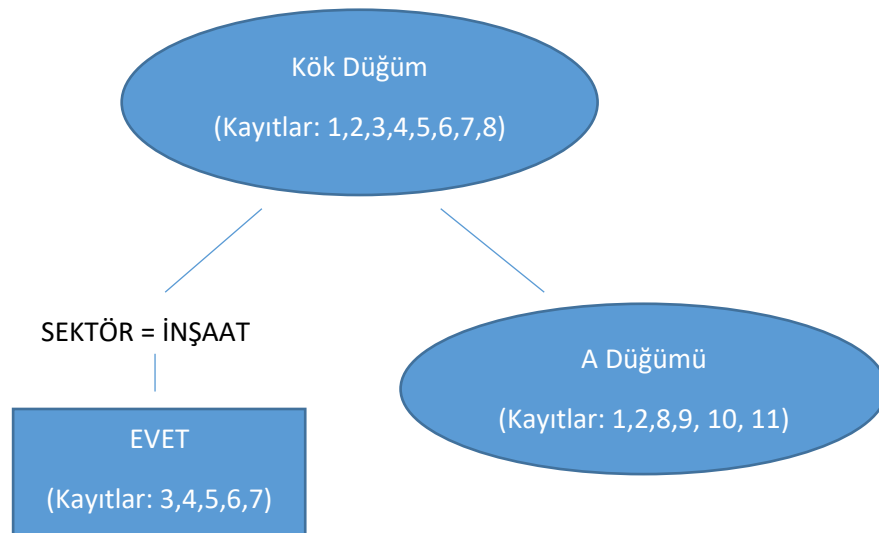 Kök Düğüm
(Kayıtlar: 1,2,3,4,5,6,7,8)
SEKTÖR = İNŞAAT
A Düğümü
(Kayıtlar: 1,2,8,9, 10, 11)
EVET
(Kayıtlar: 3,4,5,6,7)